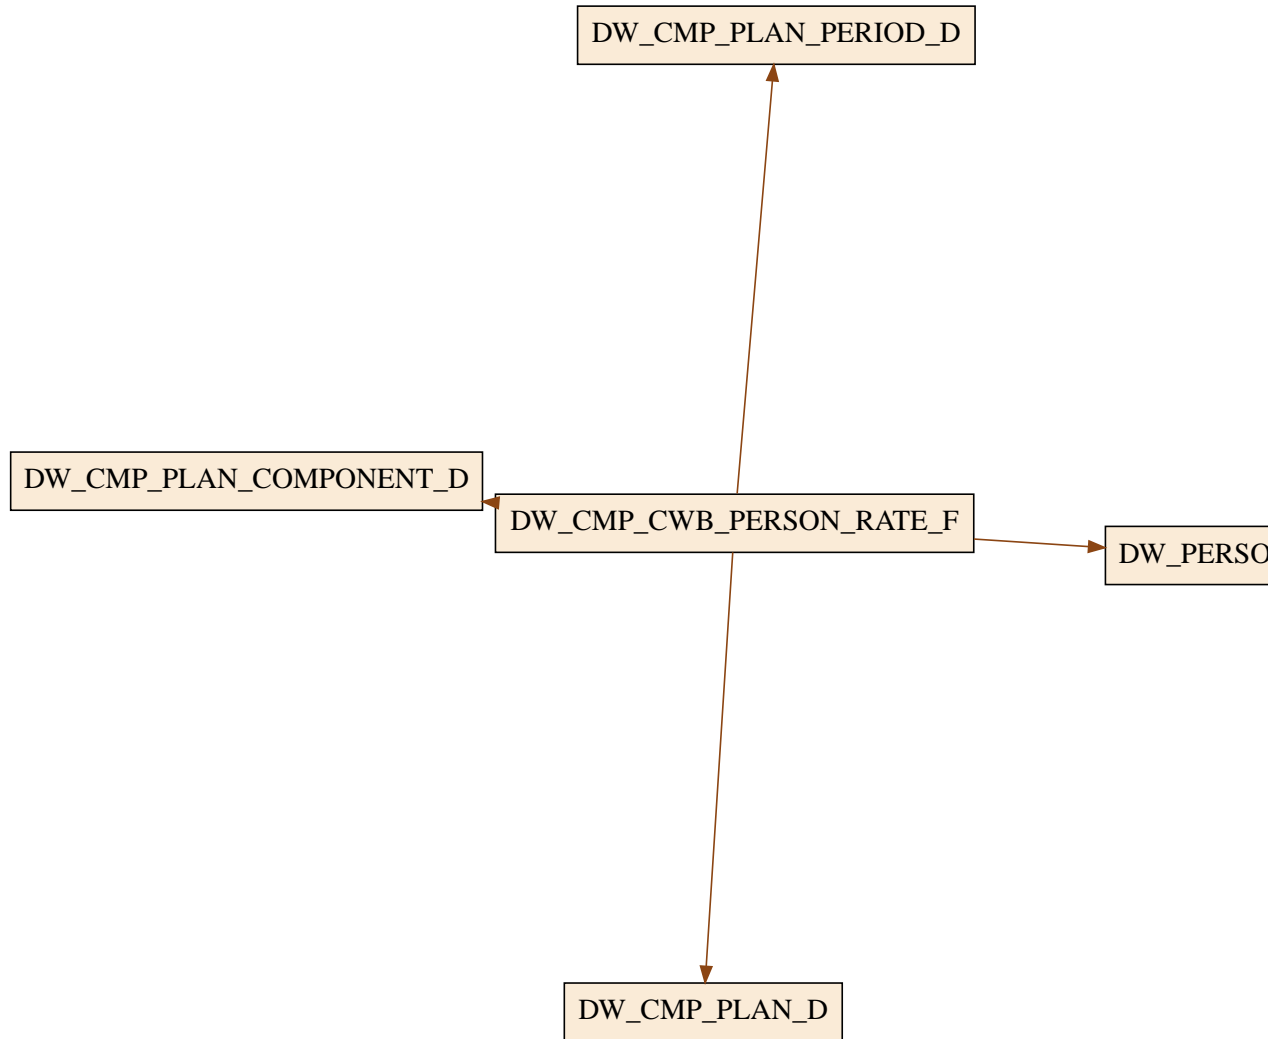 DW_CMP_PLAN_PERIOD_D
DW_CMP_PLAN_COMPONENT_D
DW_CMP_CWB_PERSON_RATE_F
DW_PERSO
DW_CMP_PLAN_D